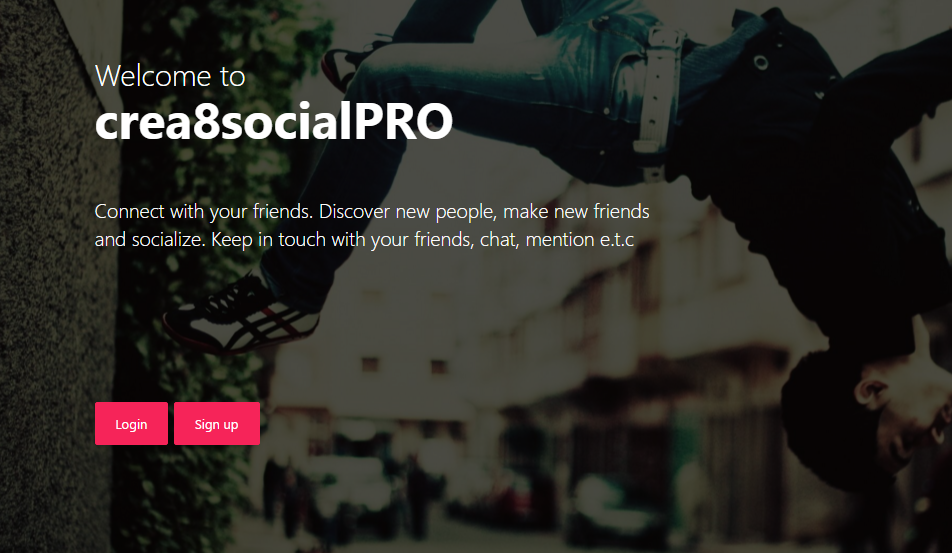 Welcome to
crea8socialPRO
Connect with your friends. Discover new people, make new friends
and socialize. Keep in touch with your friends, chat, mention e.t.c
Login
Sign up